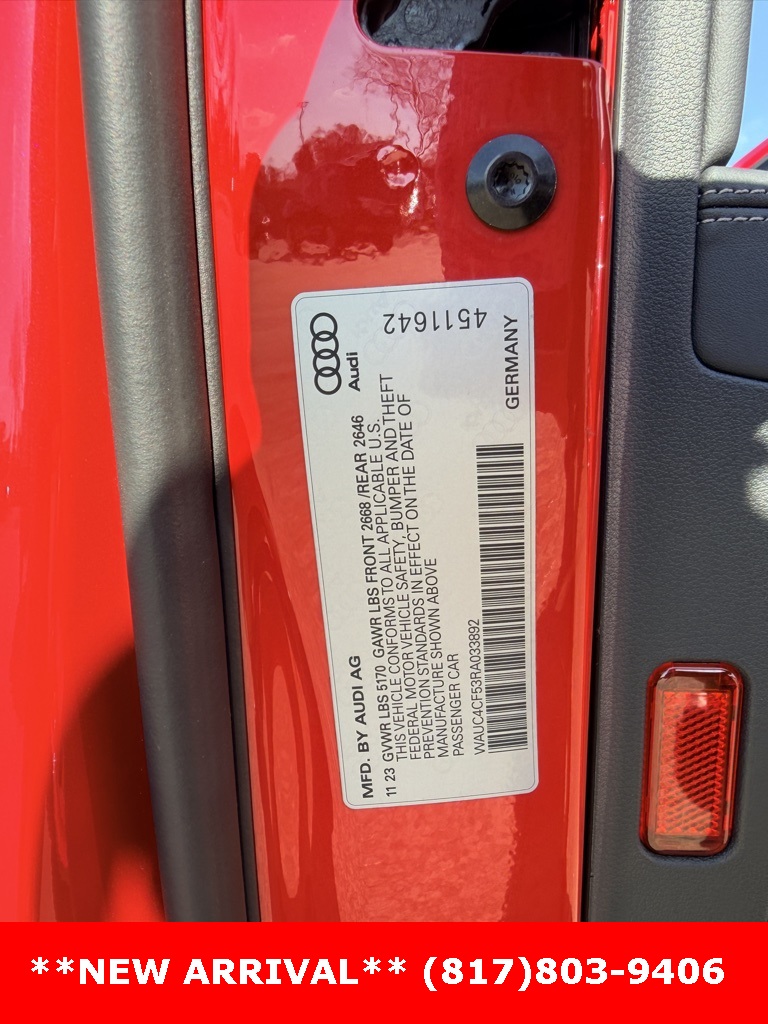 Audi
4511642
MFD. BY AUDI AG
11 23 GVWR LBS 5170 GAWR LBS FRONT 2668 /REAR 2646
THIS VEHICLE CONFORMS TO ALL APPLICABLE U.S.
FEDERAL MOTOR VEHICLE SAFETY, BUMPER AND THEFT
PREVENTION STANDARDS IN EFFECT ON THE DATE OF
MANUFACTURE SHOWN ABOVE
PASSENGER CAR
WAUC4CF53RA033892
GERMANY
**NEW ARRIVAL** (817)803-9406